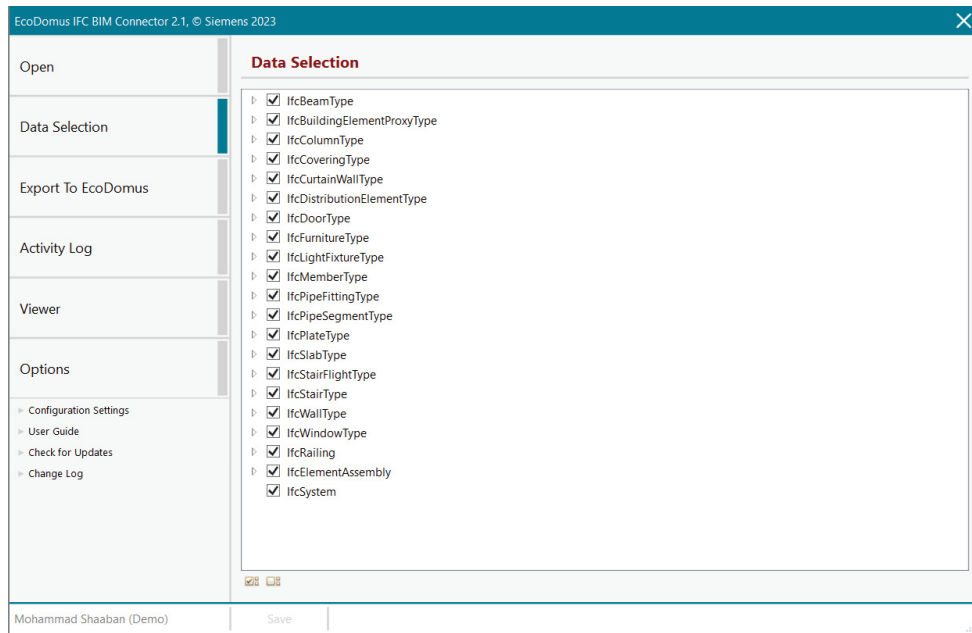 EcoDomus IFC BIM Connector 2.1, © Siemens 2023
Open
Data Selection
Export To EcoDomus
Activity Log
Viewer
Options
Configuration Settings
User Guide
Check for Updates
Change Log
Data Selection
IfcBeamType
IfcBuildingElementProxyType
IfcColumnType
IfcCoveringType
IfcCurtainWallType
IfcDistributionElementType
IfcDoorType
IfcFurnitureType
IfcLightFixtureType
IfcMemberType
IfcPipeFittingType
IfcPipeSegmentType
IfcPlateType
IfcSlabType
IfcStairFlightType
IfcStairType
IfcWallType
IfcWindowType
IfcRailing
IfcElementAssembly
IfcSystem
Mohammad Shaaban (Demo)
Save